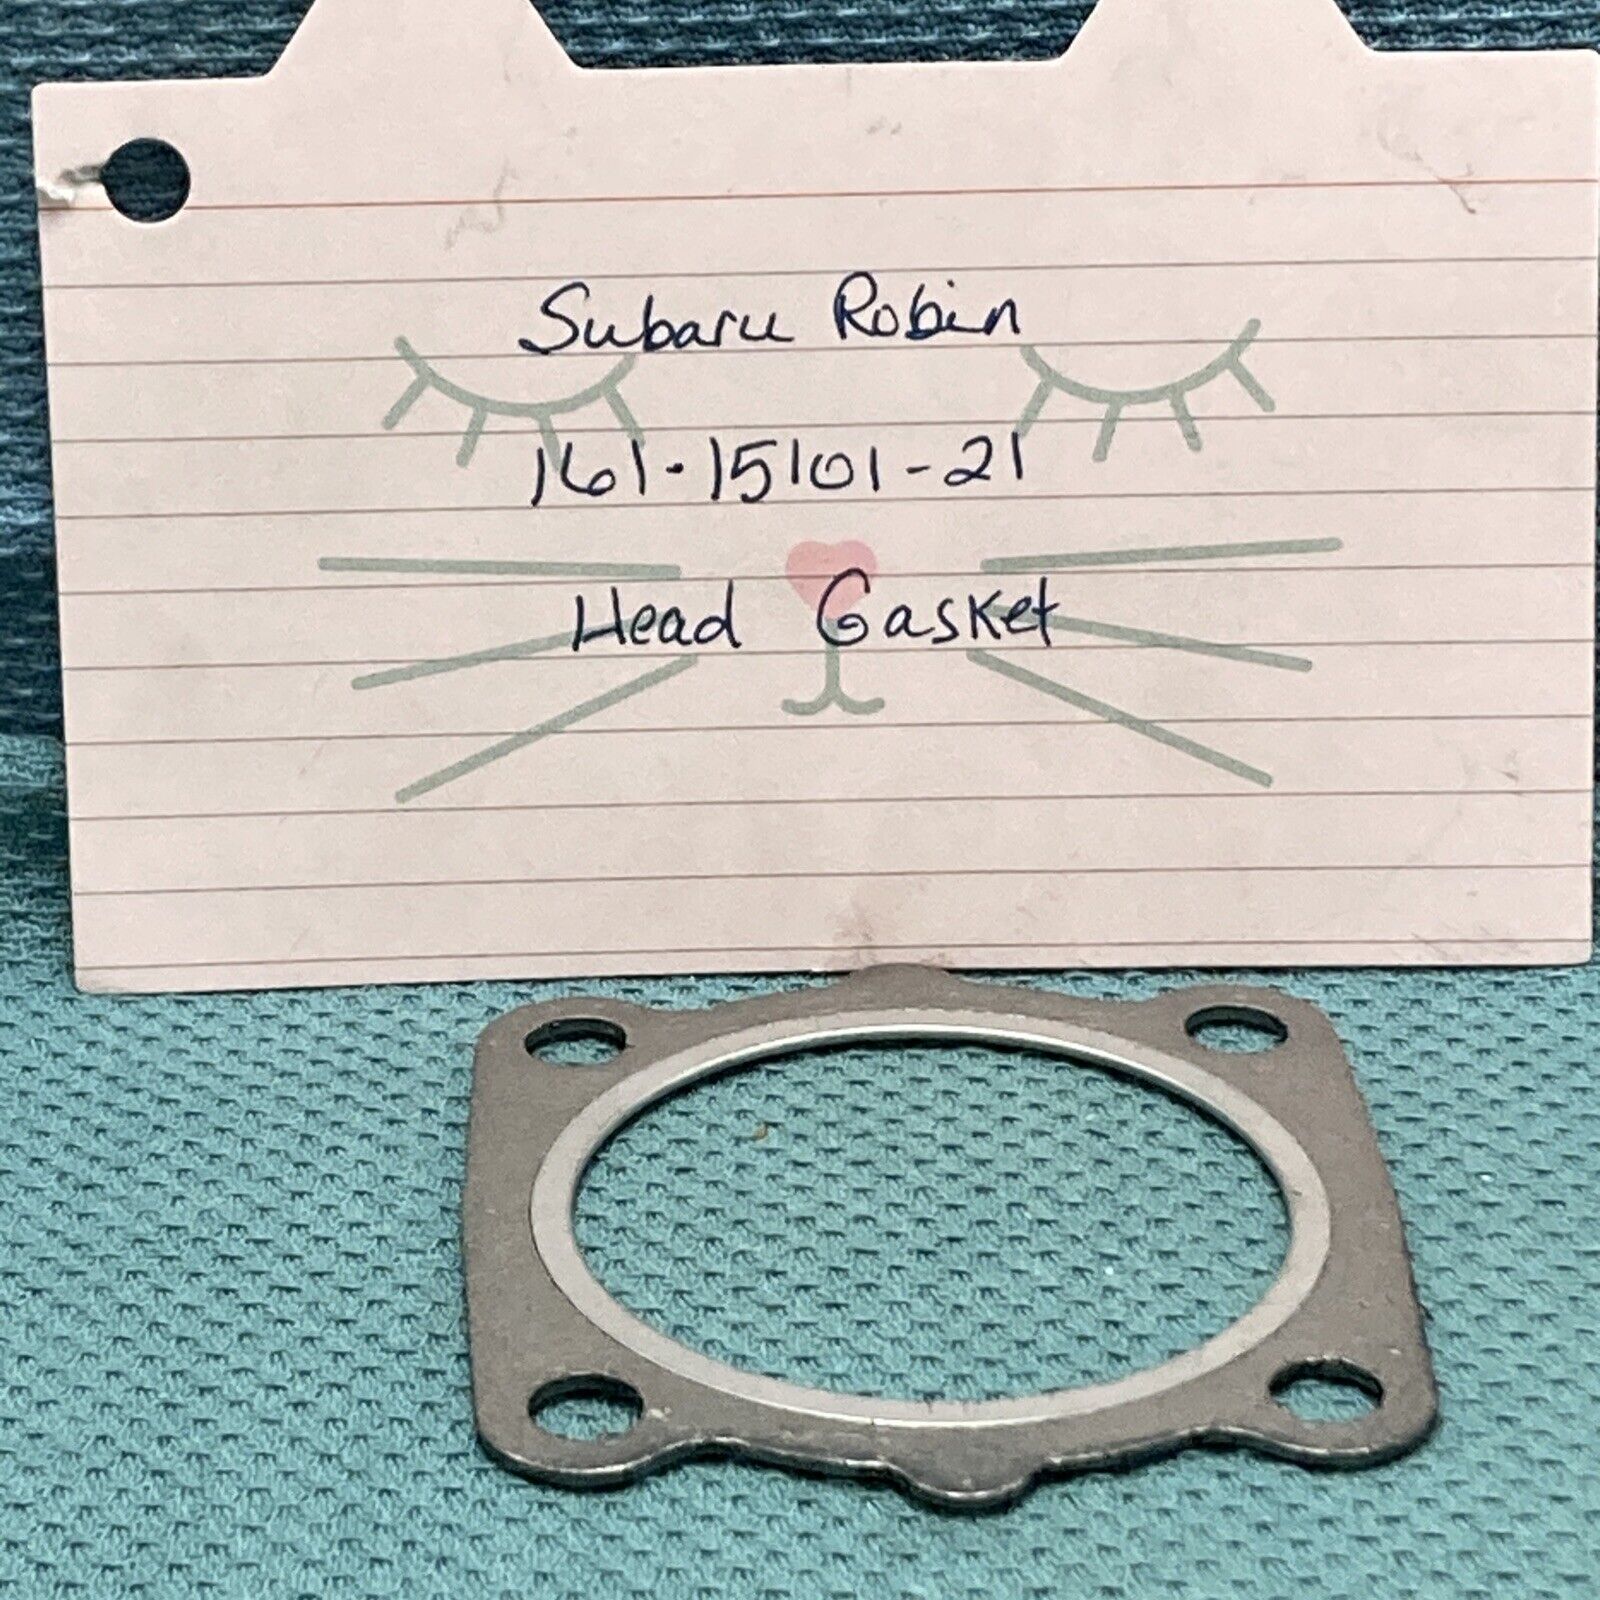 Subaru Robin
161-15101-21
Head Gasket